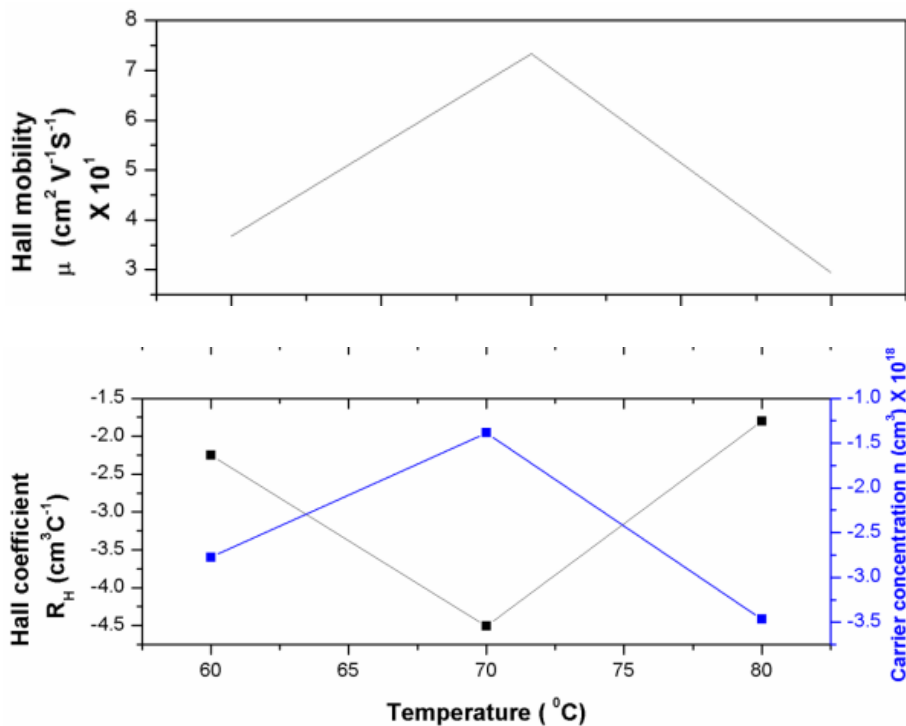 8
7
6
5
4
3
Hall mobility
μ (cm² V⁻¹S⁻¹)
X 10¹
-1.5
-2.0
-2.5
-3.0
-3.5
-4.0
-4.5
Hall coefficient
R_H (cm³C⁻¹)
-1.0
-1.5
-2.0
-2.5
-3.0
-3.5
Carrier concentration n (cm³) X 10¹⁸
60 65 70 75 80
Temperature ( ⁰C)